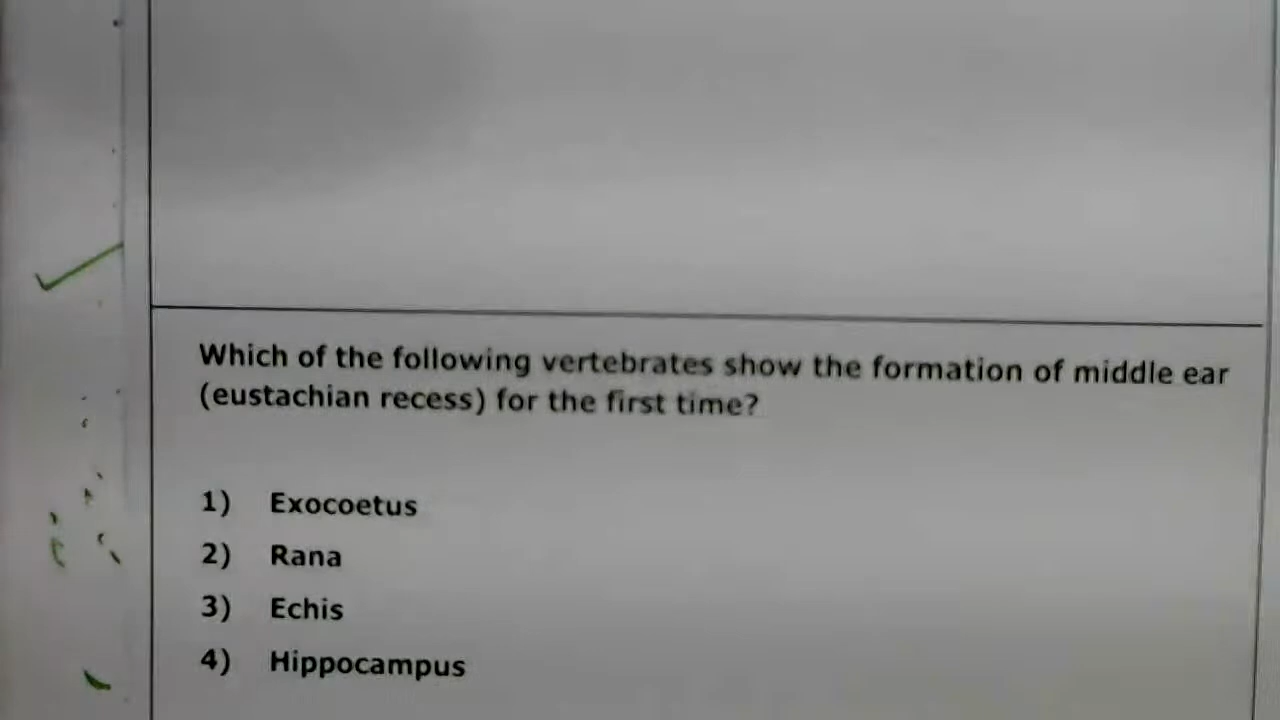 Which of the following vertebrates show the formation of middle ear
(eustachian recess) for the first time?
1) Exocoetus
2) Rana
3) Echis
4) Hippocampus